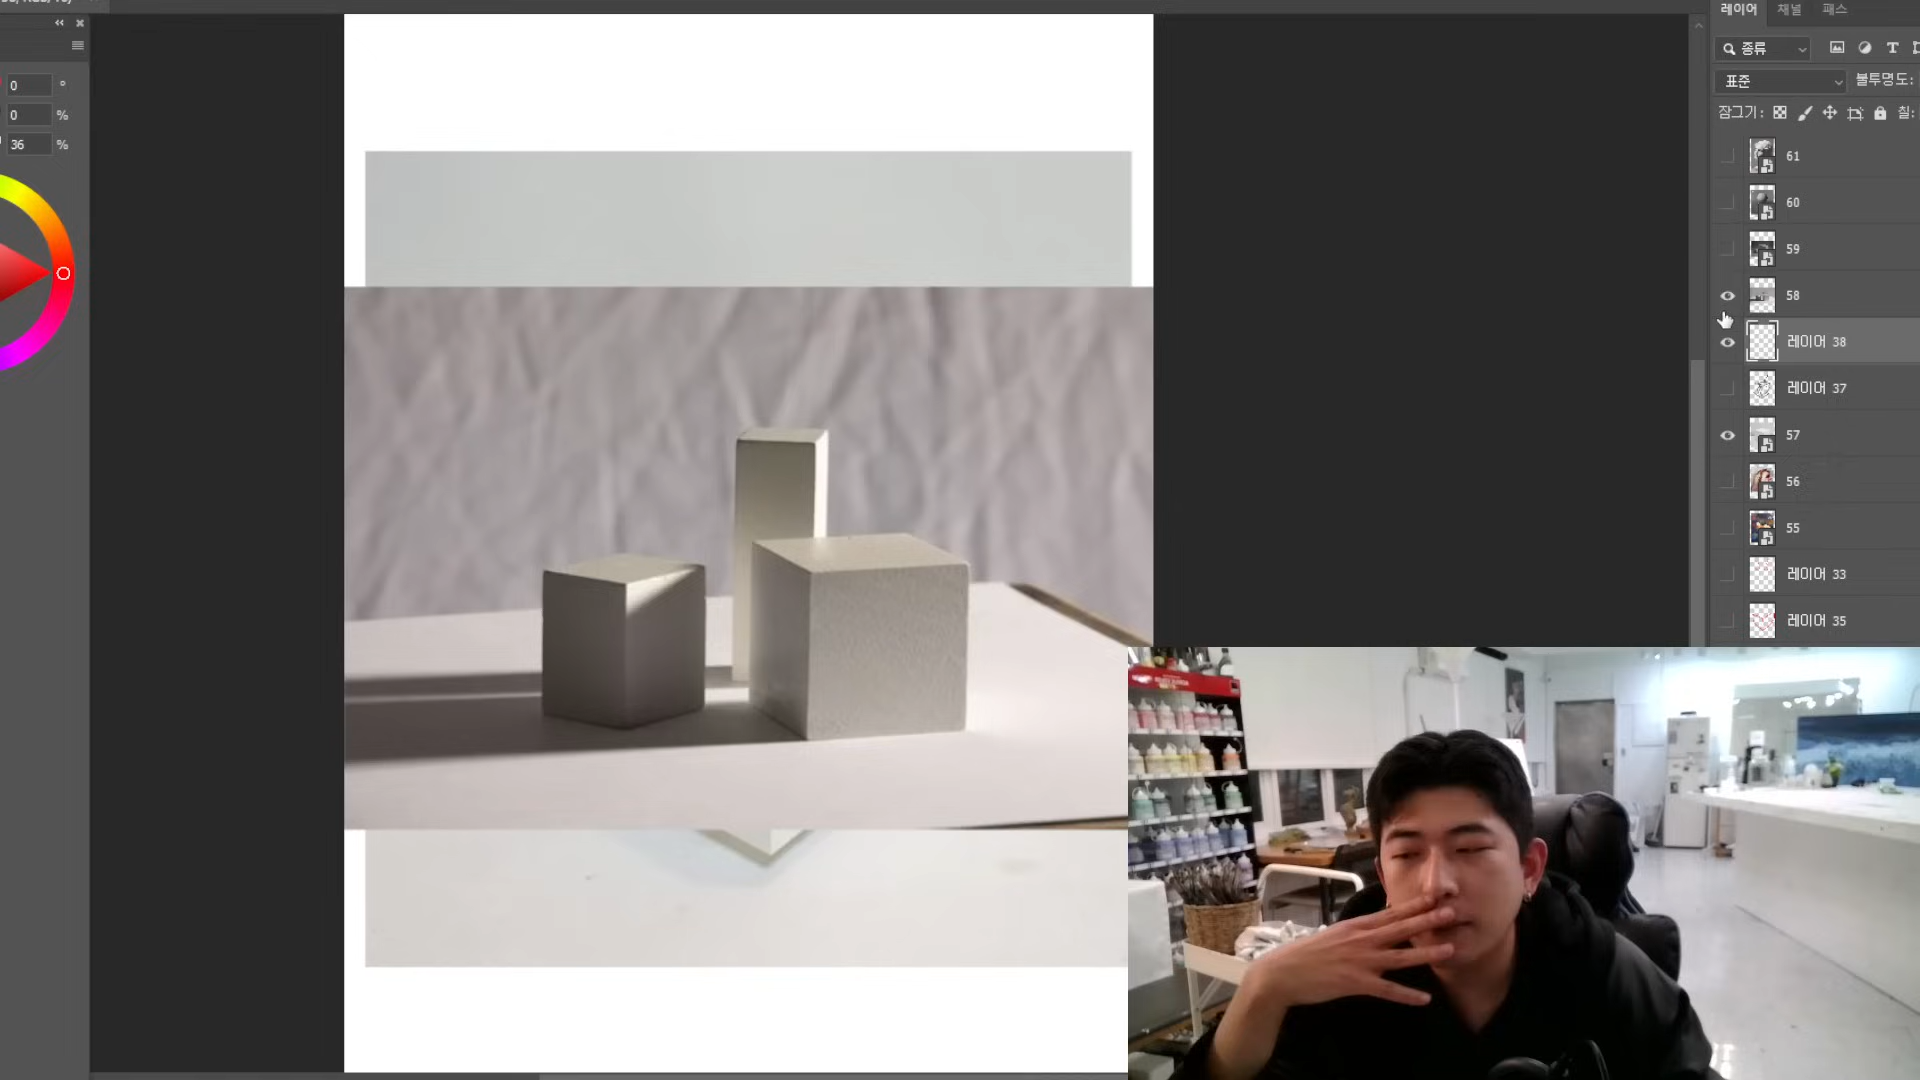 레이어 채널 패스
종류
표준 불투명도:
잠그기: 칠:
0 °
0 %
36 %
61
60
59
58
레이어 38
레이어 37
57
56
55
레이어 33
레이어 35